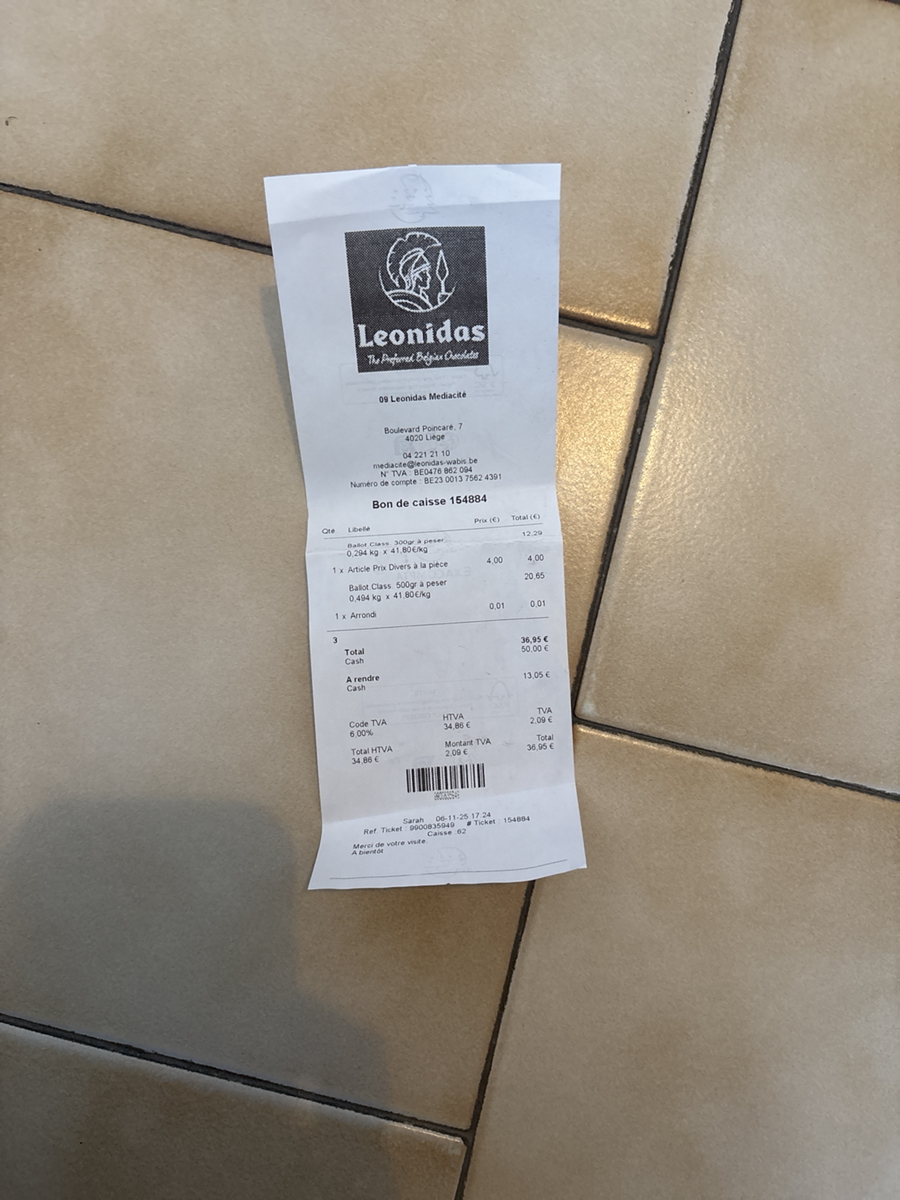 Leonidas
The Preferred Belgian Chocolates
09 Leonidas Mediacité
Boulevard Poincaré, 7
4020 Liège
04 221 21 10
mediacite@leonidas-wabis.be
N° TVA : BE0476 862 094
Numéro de compte : BE23 0013 7562 4391
Bon de caisse 154884
Qté Libellé Prix (€) Total (€)
Ballot.Class. 300gr à peser 12,29
0,294 kg x 41,80€/kg
1 x Article Prix Divers à la pièce 4,00 4,00
Ballot.Class. 500gr à peser 20,65
0,494 kg x 41,80€/kg
1 x Arrondi 0,01 0,01
3
Total 36,95 €
Cash 50,00 €
A rendre
Cash 13,05 €
Code TVA HTVA TVA
6,00% 34,86 € 2,09 €
Total HTVA Montant TVA Total
34,86 € 2,09 € 36,95 €
Sarah 06-11-25 17:24
Ref. Ticket : 9900835949 # Ticket : 154884
Caisse :62
Merci de votre visite.
A bientôt